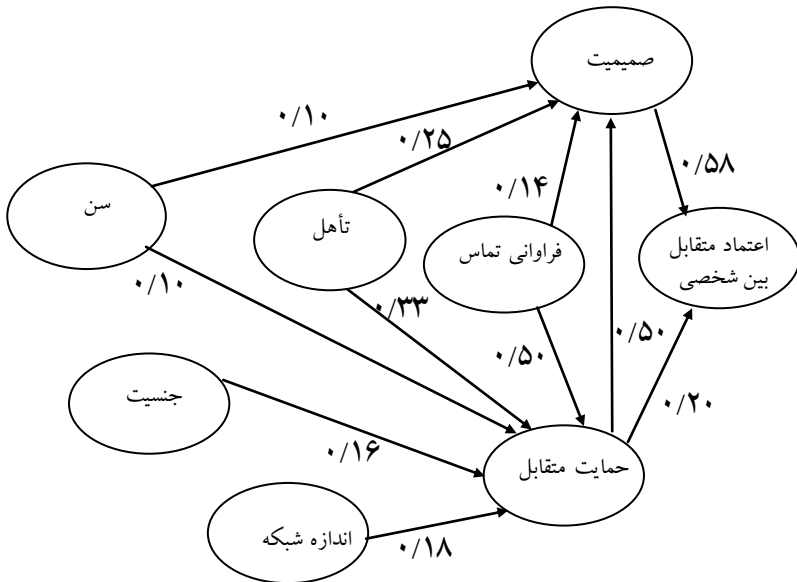 صمیمیت
۰/۱۰
۰/۲۵
۰/۵۸
۰/۱۴
سن
تأهل
فراوانی تماس
اعتماد متقابل
بین شخصی
۰/۱۰
۰/۳۳
۰/۵۰
۰/۵۰
جنسیت
۰/۲۰
۰/۱۶
حمایت متقابل
اندازه شبکه
۰/۱۸